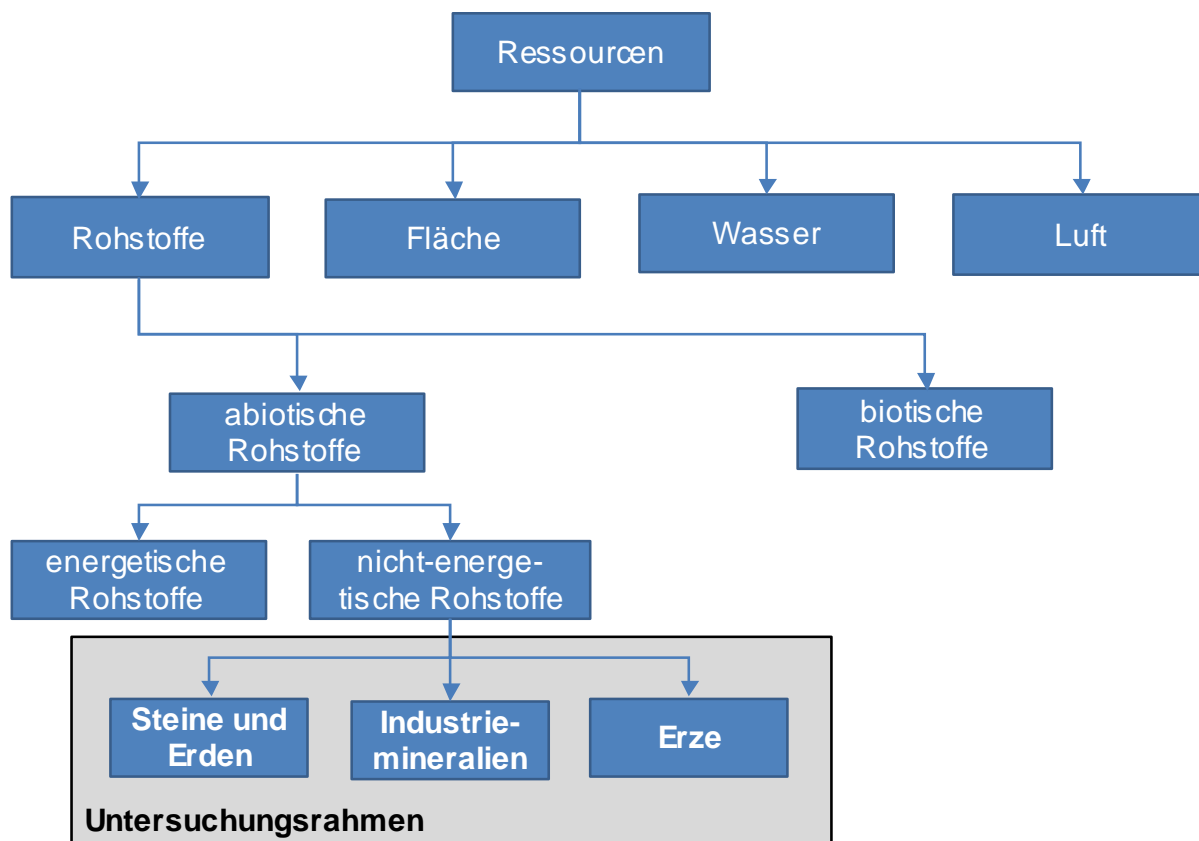 Ressourcen
Rohstoffe
Fläche
Wasser
Luft
abiotische
Rohstoffe
biotische
Rohstoffe
energetische
Rohstoffe
nicht-energe-
tische Rohstoffe
Steine und
Erden
Industrie-
mineralien
Erze
Untersuchungsrahmen